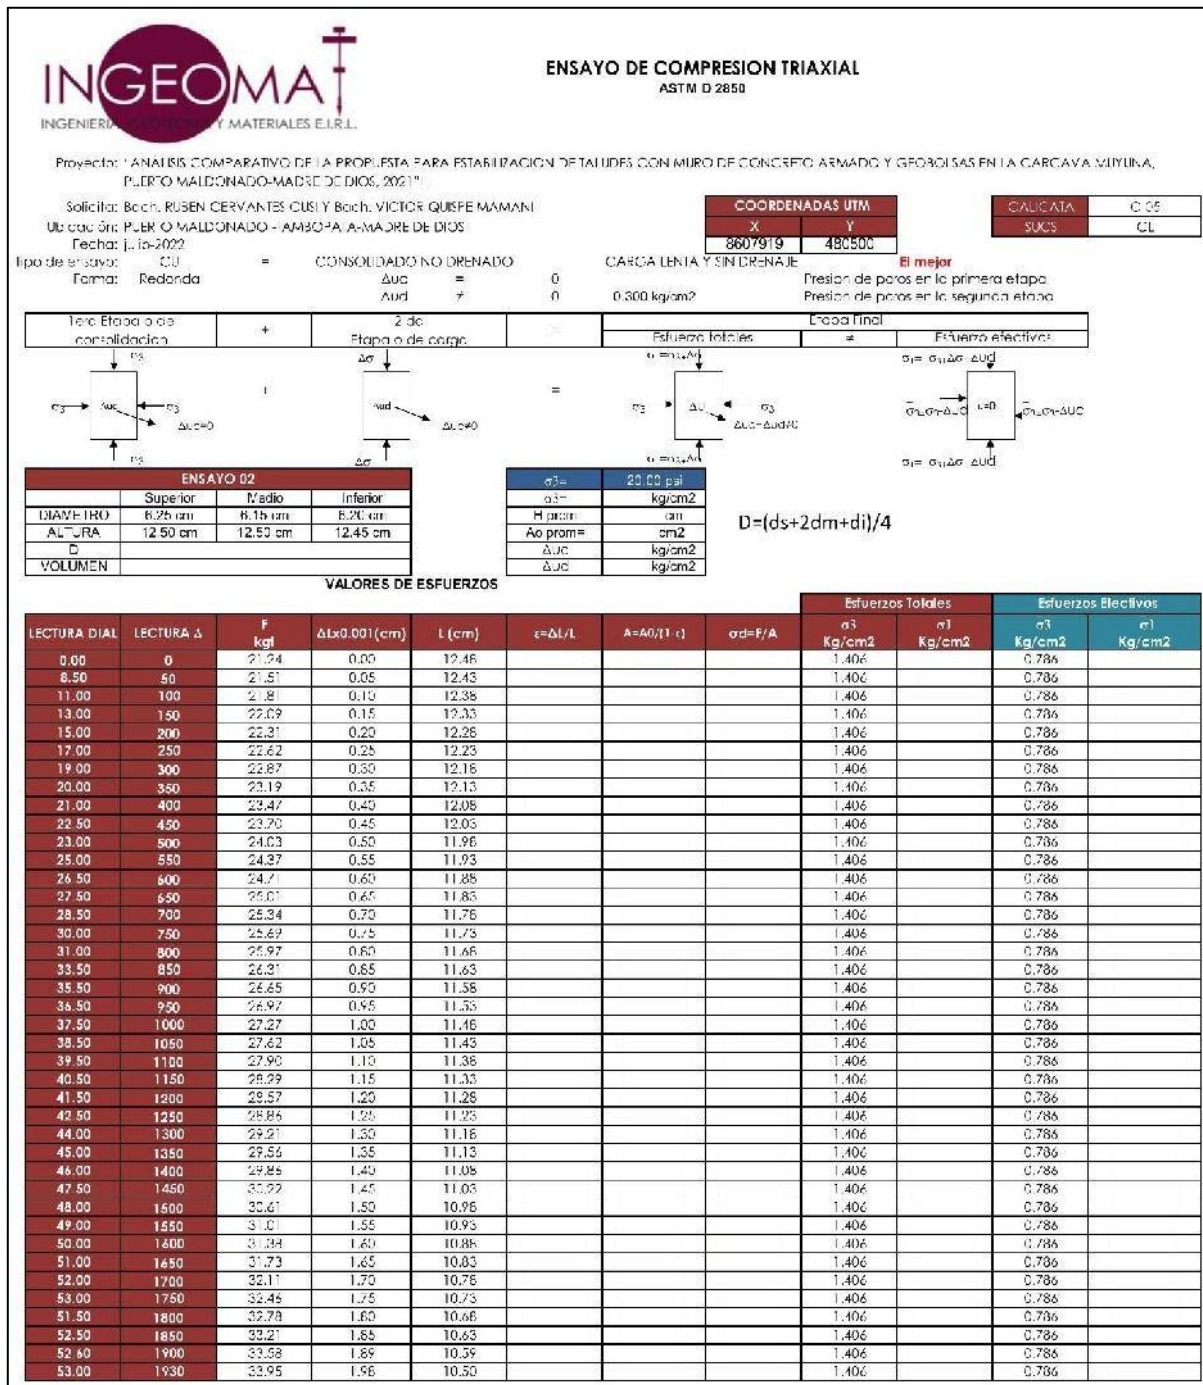 INGEOMAT
INGENIERIA GEOTECNIA Y MATERIALES E.I.R.L.
ENSAYO DE COMPRESION TRIAXIAL
ASTM D 2850
Proyecto: "ANALISIS COMPARATIVO DE LA PROPUESTA PARA ESTABILIZACION DE TALUDES CON MURO DE CONCRETO ARMADO Y GEOBOLSAS EN LA CARCAVA MUYUNA,
PUERTO MALDONADO-MADRE DE DIOS, 2021"
Solicita: Bach. RUBEN CERVANTES CUSI Y Bach. VICTOR QUISPE MAMANI
COORDENADAS UTM CALICATA C-05
Ubicación: PUERTO MALDONADO - TAMBOPATA-MADRE DE DIOS X Y SUCS CL
Fecha: julio-2022 8607919 480500
Tipo de ensayo: CU = CONSOLIDADO NO DRENADO CARGA LENTA Y SIN DRENAJE El mejor
Forma: Redonda Δuc = 0 Presion de poros en la primera etapa
Δud ≠ 0 0.300 kg/cm2 Presion de poros en la segunda etapa
1era Etapa o de consolidacion + 2 da Etapa o de carga = Etapa Final
Esfuerzo totales ≠ Esfuerzo efectivos
σ3 Δuc σ3 Δuc=0
+
Δσ Δud Δud≠0 Δσ
=
σ3 ΔU σ3
u=0
ENSAYO 02
Superior Medio Inferior
DIAMETRO 6.25 cm 6.15 cm 6.20 cm
ALTURA 12.50 cm 12.50 cm 12.45 cm
D
VOLUMEN
σ3= 20.00 psi
σ3= kg/cm2
H prom cm
Ao prom= cm2
Δuc kg/cm2
Δud kg/cm2
D=(ds+2dm+di)/4
VALORES DE ESFUERZOS
Esfuerzos Totales Esfuerzos Efectivos
LECTURA DIAL LECTURA Δ F kgf ΔLx0.001(cm) L (cm) ε=ΔL/L A=A0/(1-ε) σd=F/A σ3 Kg/cm2 σ1 Kg/cm2 σ3 Kg/cm2 σ1 Kg/cm2
0.00 0 21.24 0.00 12.48 1.406 0.786
8.50 50 21.51 0.05 12.43 1.406 0.786
11.00 100 21.81 0.10 12.38 1.406 0.786
13.00 150 22.09 0.15 12.33 1.406 0.786
15.00 200 22.31 0.20 12.28 1.406 0.786
17.00 250 22.62 0.25 12.23 1.406 0.786
19.00 300 22.87 0.30 12.18 1.406 0.786
20.00 350 23.19 0.35 12.13 1.406 0.786
21.00 400 23.47 0.40 12.08 1.406 0.786
22.50 450 23.70 0.45 12.03 1.406 0.786
23.00 500 24.03 0.50 11.98 1.406 0.786
25.00 550 24.37 0.55 11.93 1.406 0.786
26.50 600 24.71 0.60 11.88 1.406 0.786
27.50 650 25.01 0.65 11.83 1.406 0.786
28.50 700 25.34 0.70 11.78 1.406 0.786
30.00 750 25.69 0.75 11.73 1.406 0.786
31.00 800 25.97 0.80 11.68 1.406 0.786
33.50 850 26.31 0.85 11.63 1.406 0.786
35.50 900 26.65 0.90 11.58 1.406 0.786
36.50 950 26.97 0.95 11.53 1.406 0.786
37.50 1000 27.27 1.00 11.48 1.406 0.786
38.50 1050 27.62 1.05 11.43 1.406 0.786
39.50 1100 27.90 1.10 11.38 1.406 0.786
40.50 1150 28.29 1.15 11.33 1.406 0.786
41.50 1200 28.57 1.20 11.28 1.406 0.786
42.50 1250 28.86 1.25 11.23 1.406 0.786
44.00 1300 29.21 1.30 11.18 1.406 0.786
45.00 1350 29.56 1.35 11.13 1.406 0.786
46.00 1400 29.86 1.40 11.08 1.406 0.786
47.50 1450 30.22 1.45 11.03 1.406 0.786
48.00 1500 30.61 1.50 10.98 1.406 0.786
49.00 1550 31.01 1.55 10.93 1.406 0.786
50.00 1600 31.38 1.60 10.88 1.406 0.786
51.00 1650 31.73 1.65 10.83 1.406 0.786
52.00 1700 32.11 1.70 10.78 1.406 0.786
53.00 1750 32.46 1.75 10.73 1.406 0.786
51.50 1800 32.78 1.80 10.68 1.406 0.786
52.50 1850 33.21 1.85 10.63 1.406 0.786
52.60 1900 33.58 1.89 10.59 1.406 0.786
53.00 1930 33.95 1.98 10.50 1.406 0.786